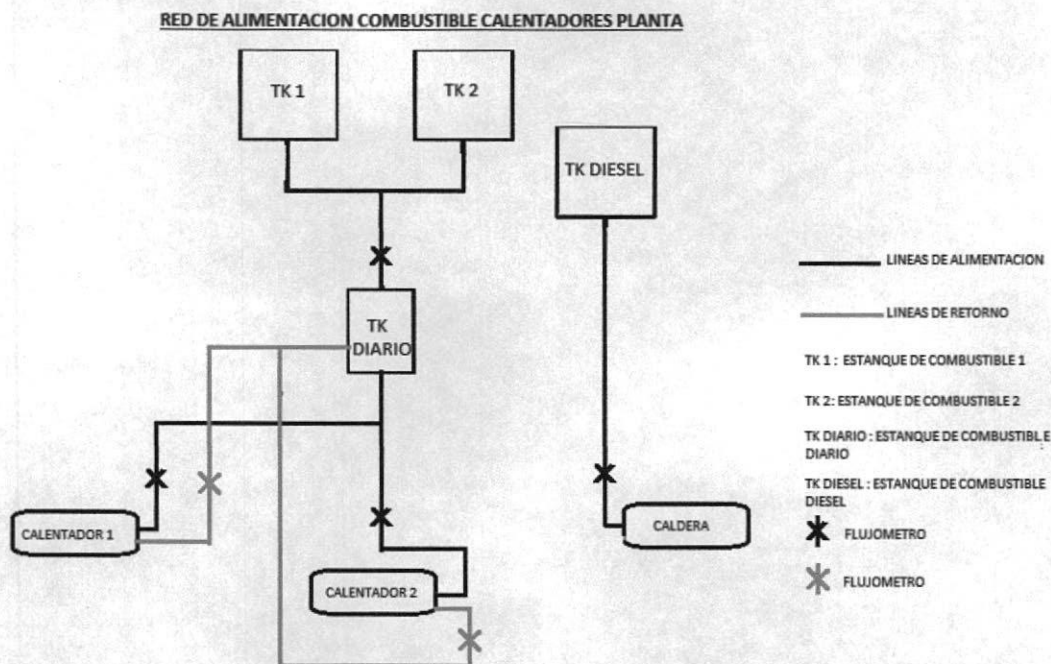 RED DE ALIMENTACION COMBUSTIBLE CALENTADORES PLANTA
TK 1
TK 2
TK DIESEL
TK
DIARIO
CALENTADOR 1
CALENTADOR 2
CALDERA
LINEAS DE ALIMENTACION
LINEAS DE RETORNO
TK 1 : ESTANQUE DE COMBUSTIBLE 1
TK 2: ESTANQUE DE COMBUSTIBLE 2
TK DIARIO : ESTANQUE DE COMBUSTIBLE
DIARIO
TK DIESEL : ESTANQUE DE COMBUSTIBLE
DIESEL
FLUJOMETRO
FLUJOMETRO